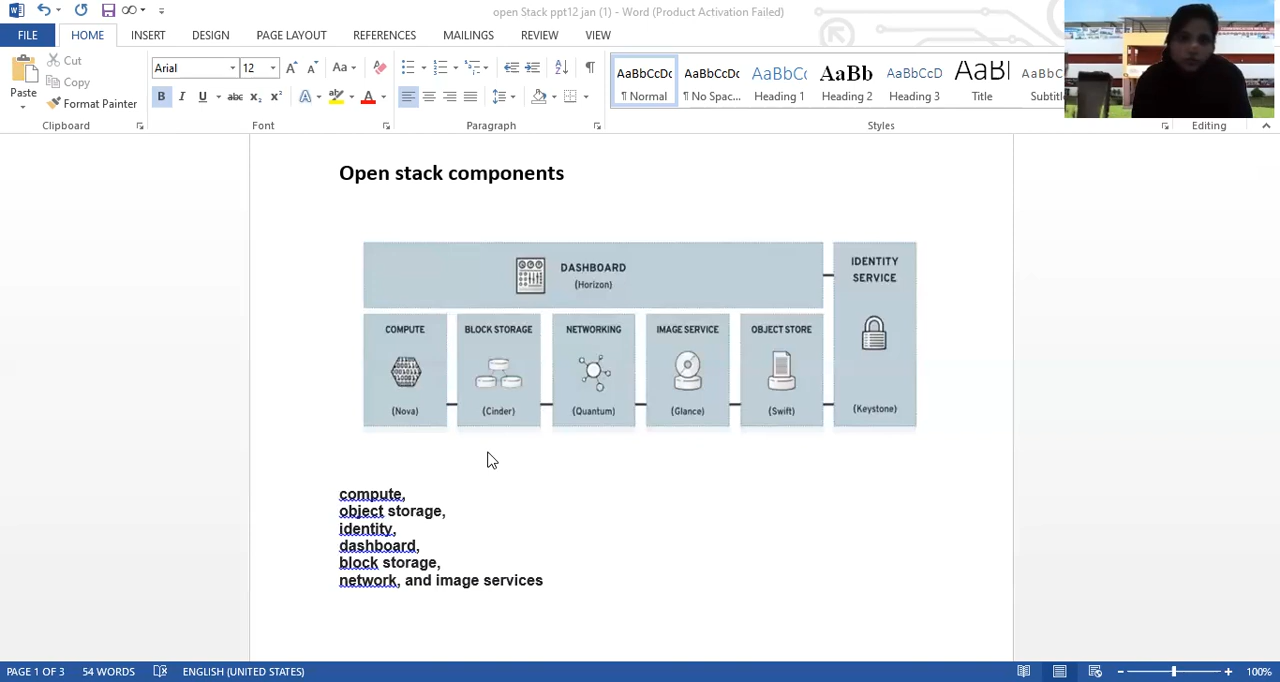 open Stack ppt12 jan (1) - Word (Product Activation Failed)
FILE HOME INSERT DESIGN PAGE LAYOUT REFERENCES MAILINGS REVIEW VIEW
Paste
Cut
Copy
Format Painter
Clipboard
Arial 12
Font
Paragraph
AaBbCcDc AaBbCcDc AaBbCc AaBb AaBbCcD AaBl AaBbC
¶ Normal ¶ No Spac... Heading 1 Heading 2 Heading 3 Title Subtitl
Styles
Editing
Open stack components
DASHBOARD
(Horizon)
IDENTITY
SERVICE
(Keystone)
COMPUTE BLOCK STORAGE NETWORKING IMAGE SERVICE OBJECT STORE
(Nova) (Cinder) (Quantum) (Glance) (Swift)
compute,
object storage,
identity,
dashboard,
block storage,
network, and image services
PAGE 1 OF 3 54 WORDS ENGLISH (UNITED STATES) 100%